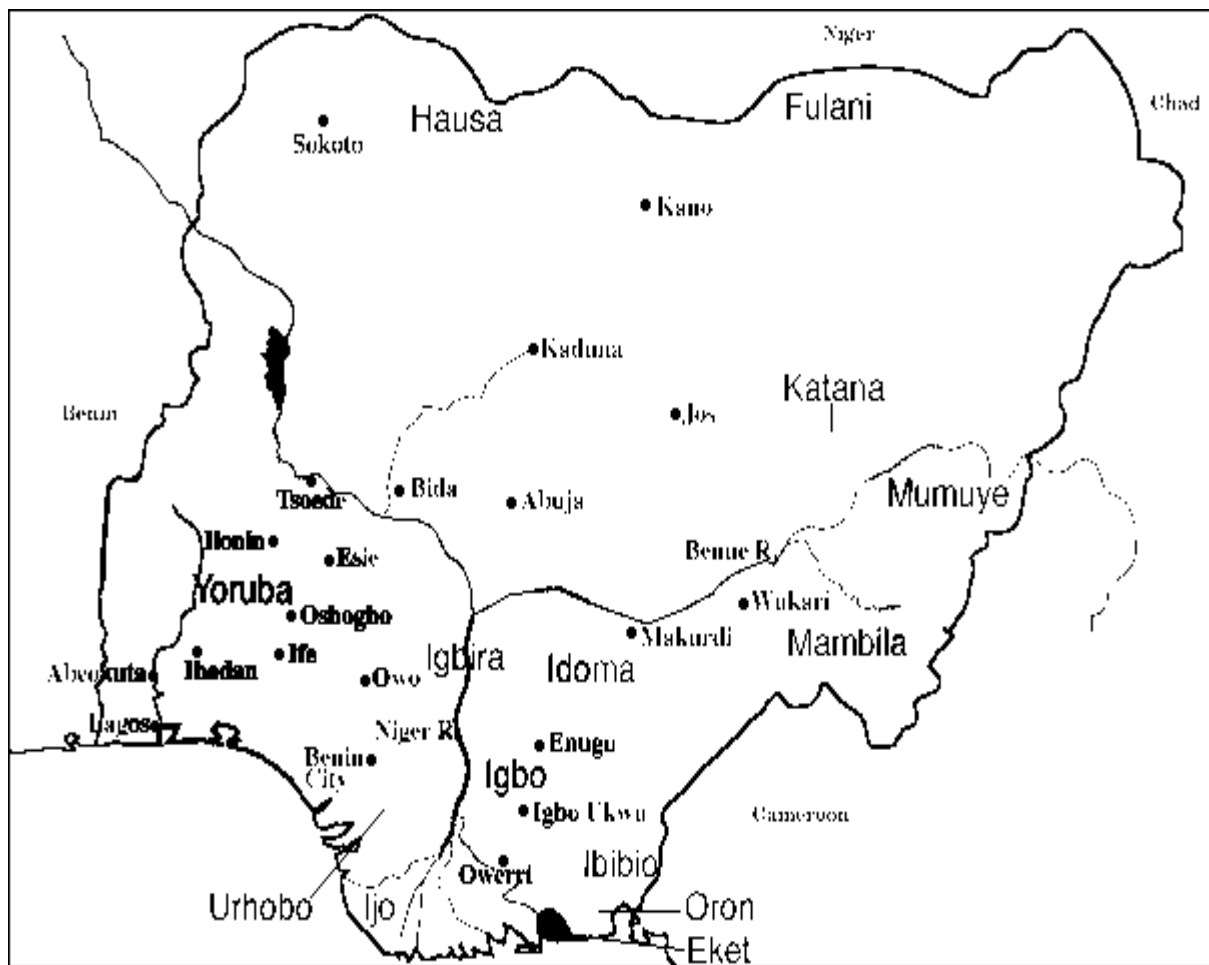 Niger
Chad
Hausa
Fulani
Sokoto
Kano
Kaduna
Katana
Jos
Benin
Bida
Abuja
Mumuye
Tsoede
Ilonin
Esie
Benue R.
Yoruba
Oshogbo
Wukari
Makurdi
Mambila
Igbira
Idoma
Abeokuta
Ibadan
Ife
Owo
Lagos
Niger R.
Benin
City
Enugu
Igbo
Igbo Ukwu
Cameroon
Owerri
Ibibio
Urhobo
Ijo
Oron
Eket